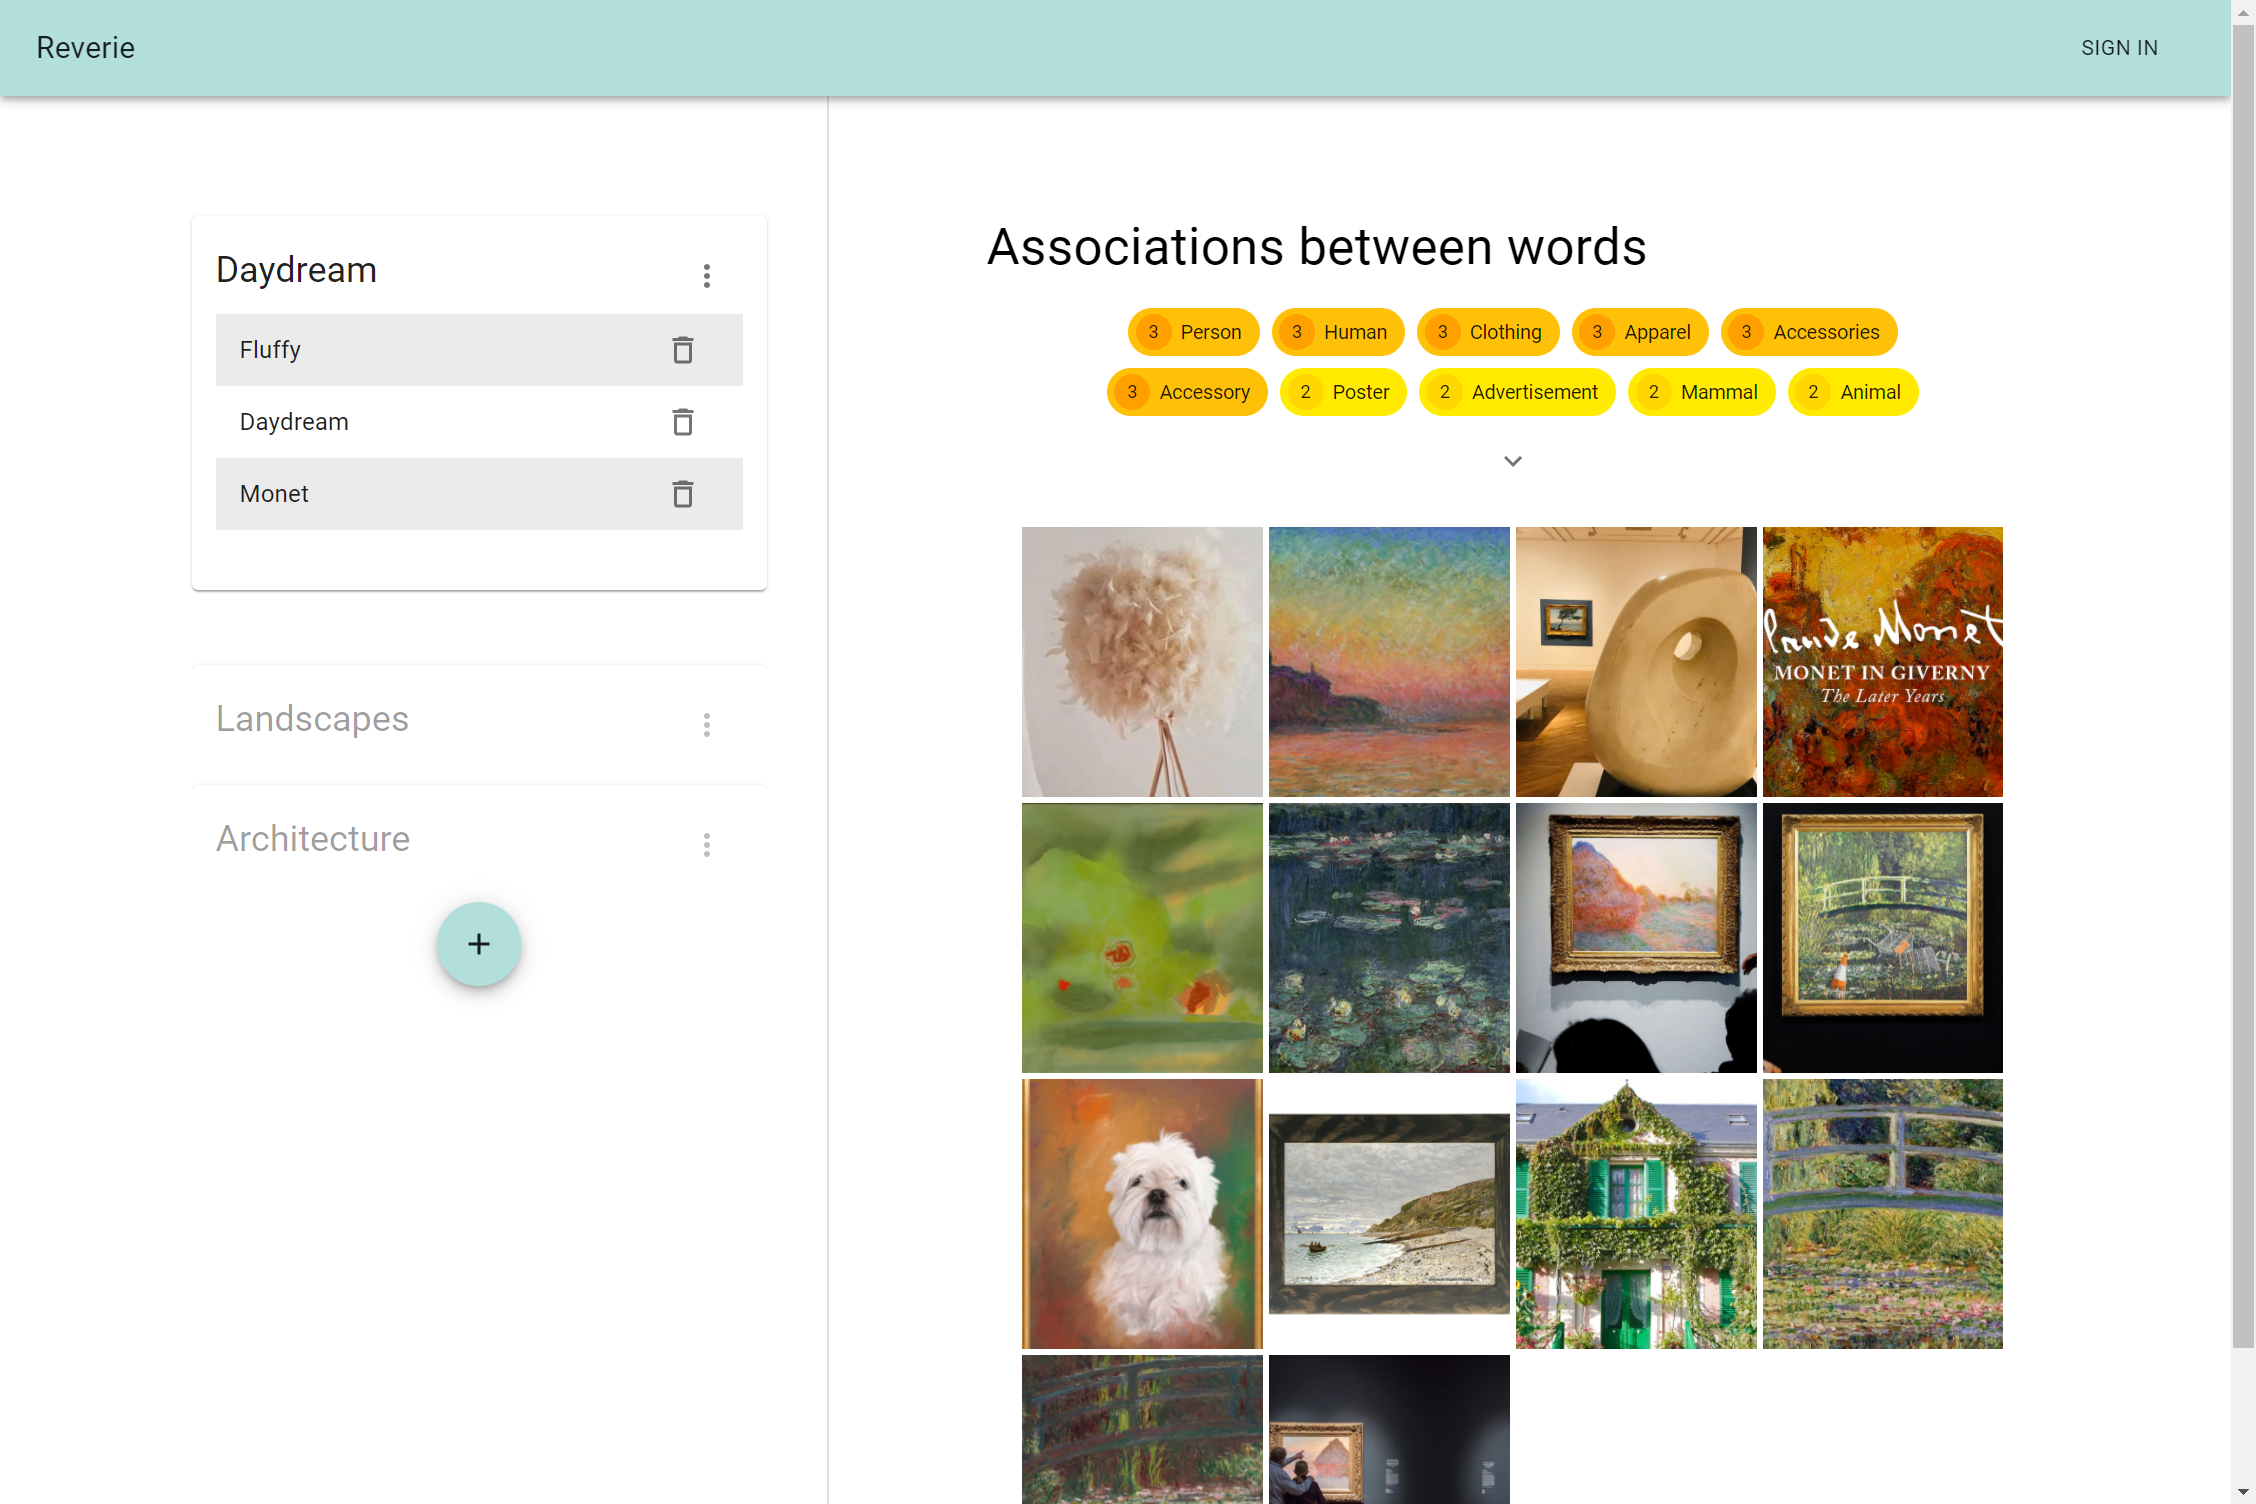 Reverie
SIGN IN
Daydream
Fluffy
Daydream
Monet
Landscapes
Architecture
Associations between words
3 Person 3 Human 3 Clothing 3 Apparel 3 Accessories
3 Accessory 2 Poster 2 Advertisement 2 Mammal 2 Animal
Claude Monet
MONET IN GIVERNY
The Later Years